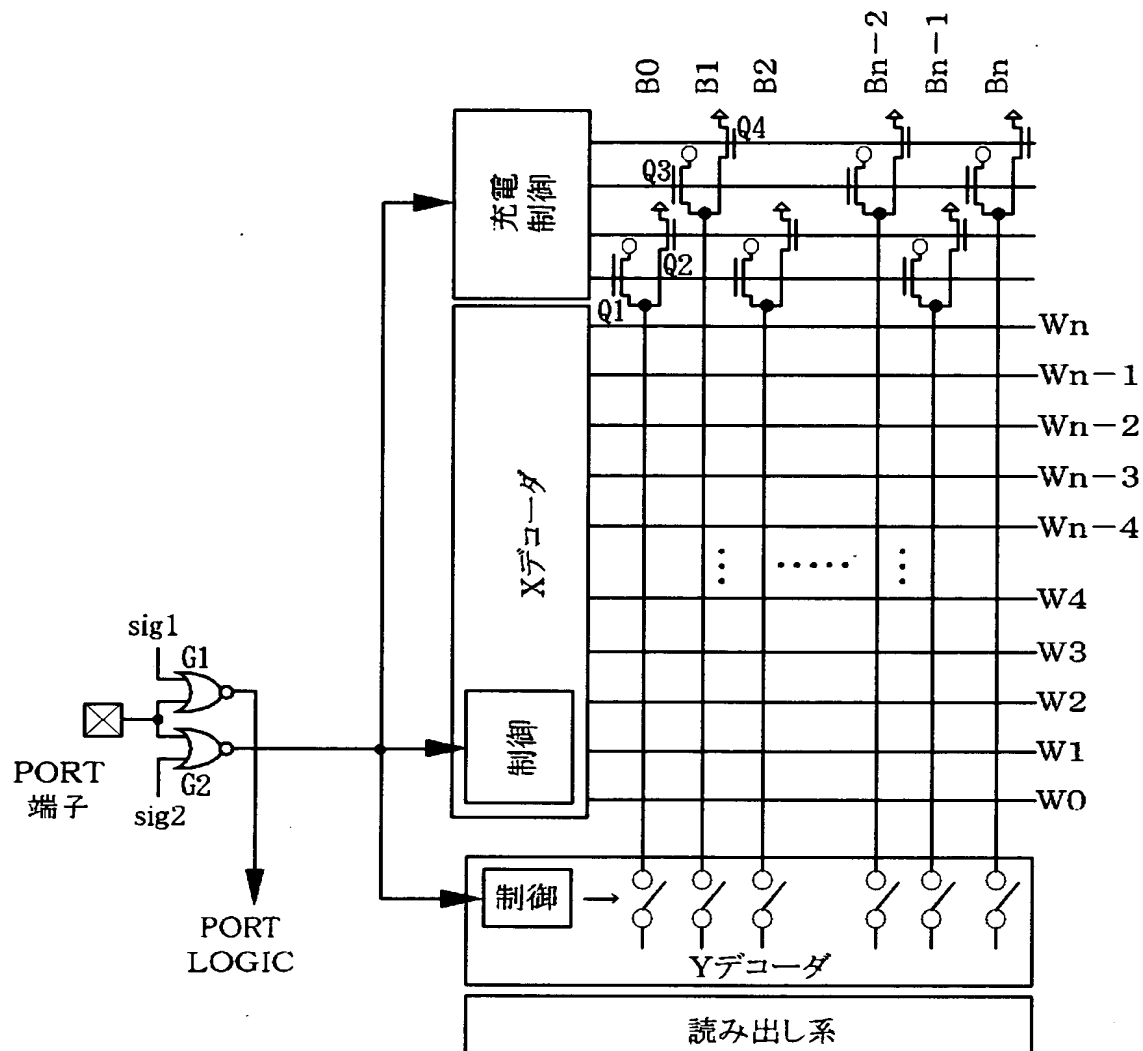 B0
B1
B2
Bn-2
Bn-1
Bn
充電
制御
Q4
Q3
Q2
Q1
Wn
Wn-1
Wn-2
Wn-3
Wn-4
Xデコーダ
W4
W3
W2
W1
W0
制御
sig1
G1
G2
sig2
PORT
端子
PORT
LOGIC
制御
Yデコーダ
読み出し系